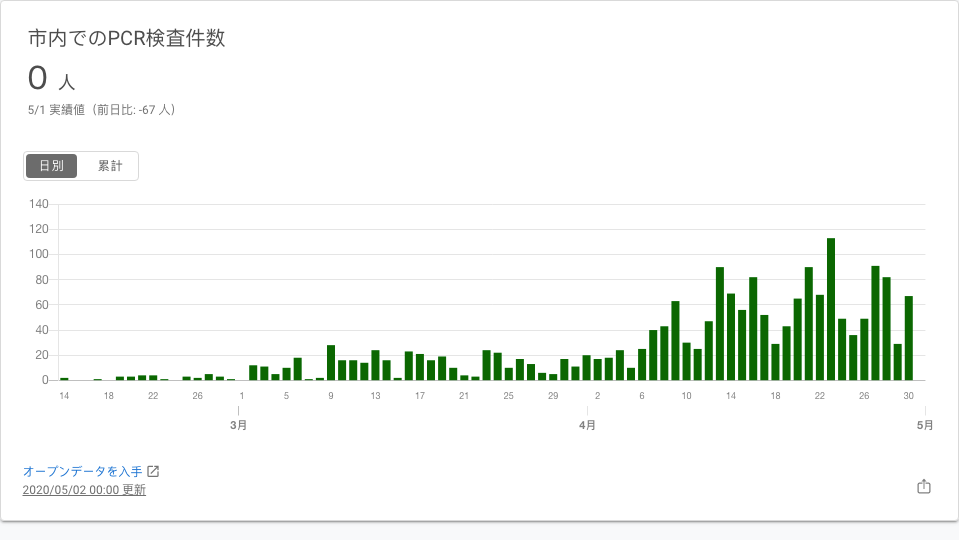 市内でのPCR検査件数
0 人
5/1 実績値（前日比: -67 人）
日別 累計
140
120
100
80
60
40
20
0
14 18 22 26 1 5 9 13 17 21 25 29 2 6 10 14 18 22 26 30
3月 4月 5月
オープンデータを入手
2020/05/02 00:00 更新